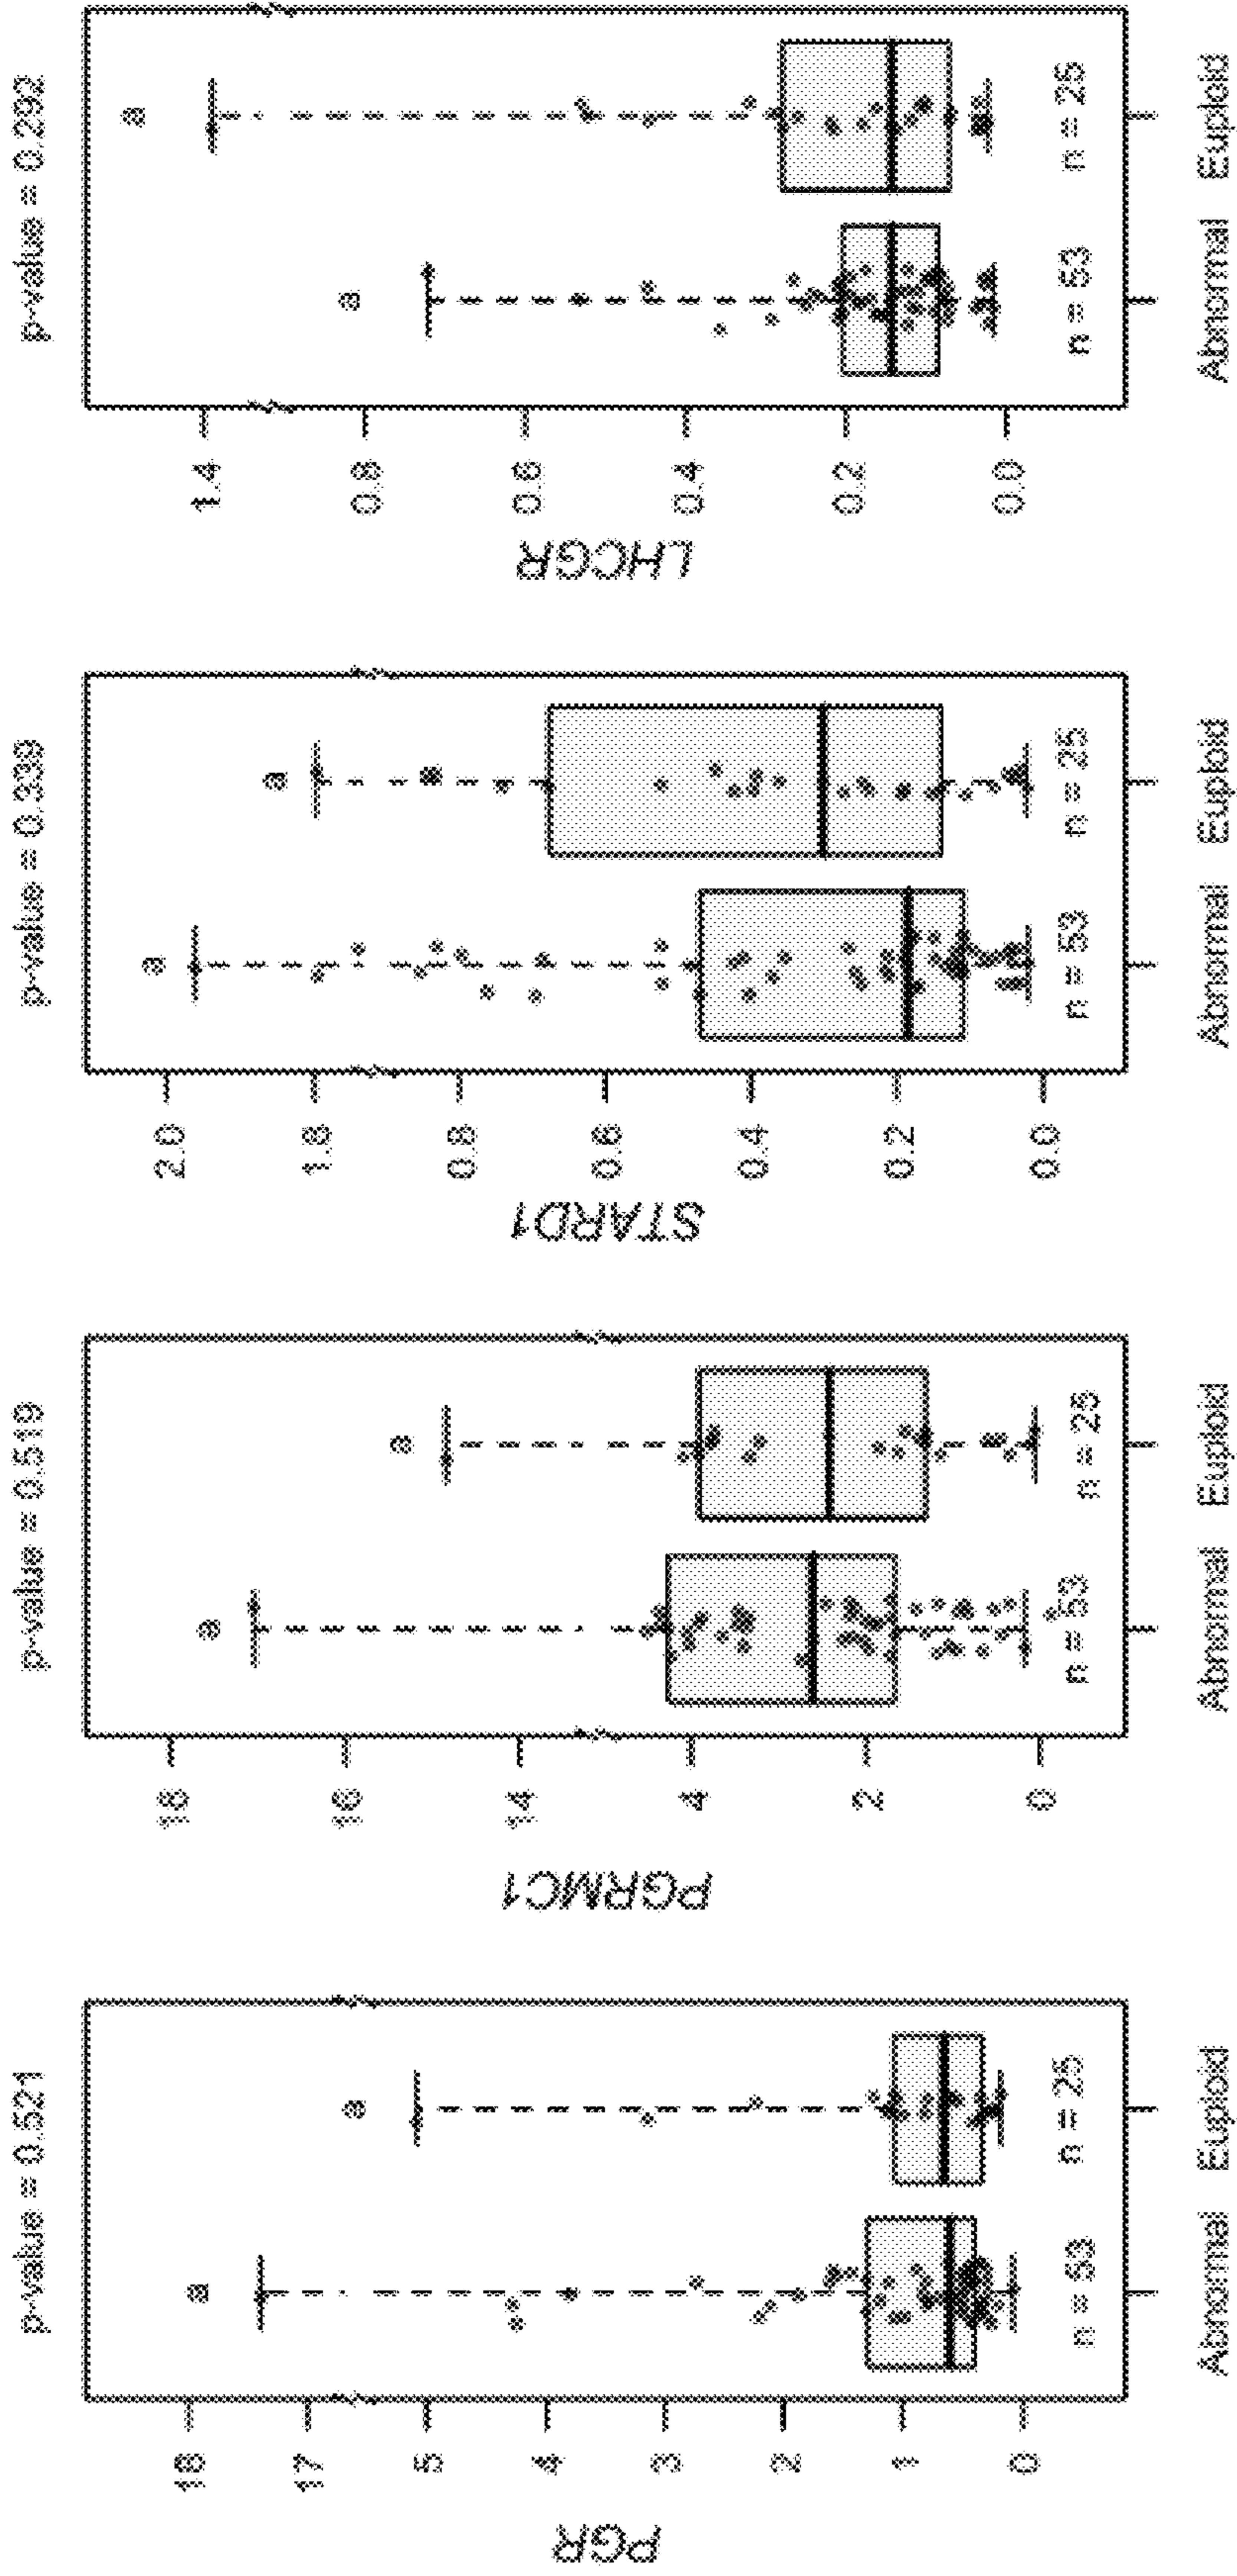 p-value = 0.521
PGR
18
17
5
4
3
2
1
0
a
a
n = 53
n = 25
Abnormal Euploid
p-value = 0.519
PGRMC1
18
16
14
4
2
0
a
a
n = 53
n = 25
Abnormal Euploid
p-value = 0.339
STARD1
2.0
1.8
0.8
0.6
0.4
0.2
0.0
a
a
n = 53
n = 25
Abnormal Euploid
p-value = 0.292
LHCGR
1.4
0.8
0.6
0.4
0.2
0.0
a
a
n = 53
n = 25
Abnormal Euploid